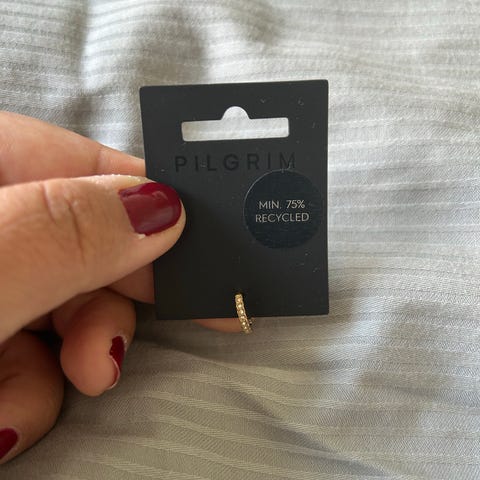 PILGRIM
MIN. 75%
RECYCLED